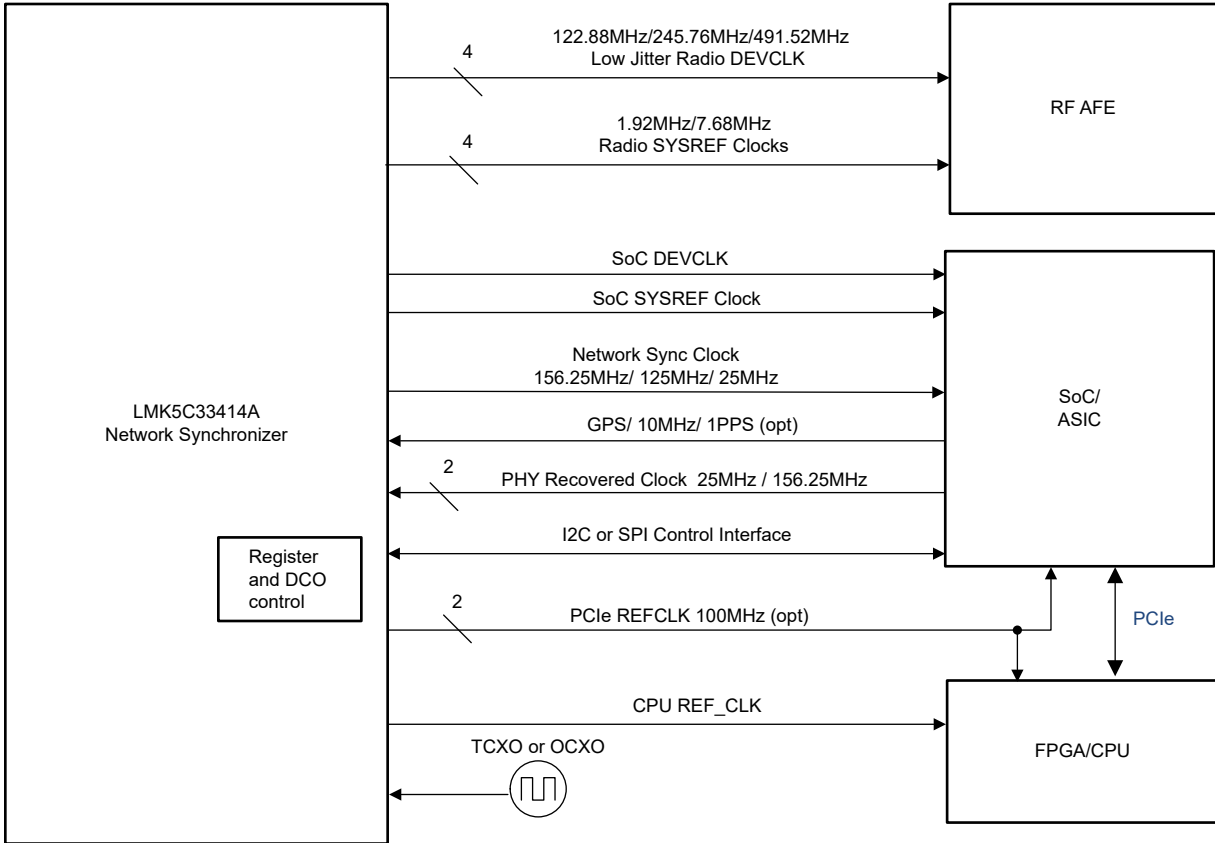 4
122.88MHz/245.76MHz/491.52MHz
Low Jitter Radio DEVCLK
RF AFE
4
1.92MHz/7.68MHz
Radio SYSREF Clocks
SoC DEVCLK
SoC SYSREF Clock
Network Sync Clock
156.25MHz/ 125MHz/ 25MHz
LMK5C33414A
Network Synchronizer
SoC/
ASIC
GPS/ 10MHz/ 1PPS (opt)
2
PHY Recovered Clock  25MHz / 156.25MHz
I2C or SPI Control Interface
Register
and DCO
control
2
PCIe REFCLK 100MHz (opt)
PCIe
CPU REF_CLK
TCXO or OCXO
FPGA/CPU